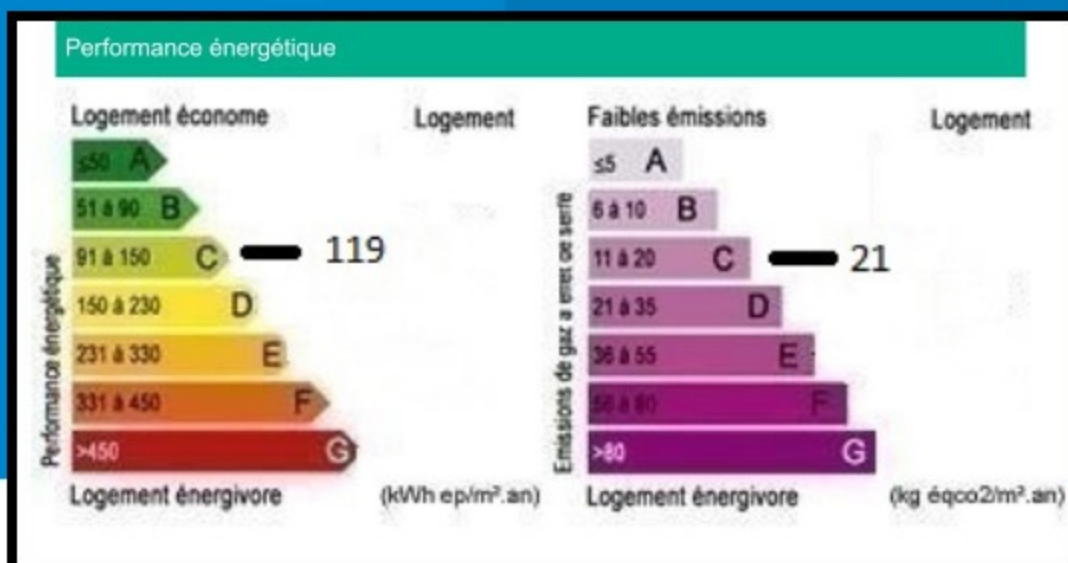 Performance énergétique
Logement économe
Logement
≤50 A
51 à 90 B
91 à 150 C 119
150 à 230 D
231 à 330 E
331 à 450 F
>450 G
Performance énergétique
Logement énergivore
(kWh ep/m².an)
Faibles émissions
Logement
≤5 A
6 à 10 B
11 à 20 C 21
21 à 35 D
36 à 55 E
56 à 80 F
>80 G
Emissions de gaz a effet de serre
Logement énergivore
(kg éqco2/m².an)